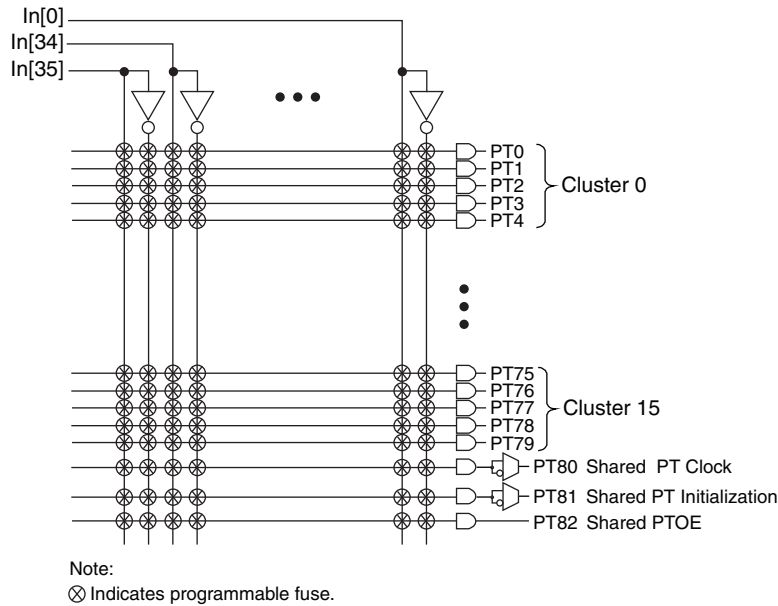 In[0]
In[34]
In[35]
PT0
PT1
PT2
PT3
PT4
Cluster 0
PT75
PT76
PT77
PT78
PT79
Cluster 15
PT80 Shared PT Clock
PT81 Shared PT Initialization
PT82 Shared PTOE
Note:
⊗ Indicates programmable fuse.